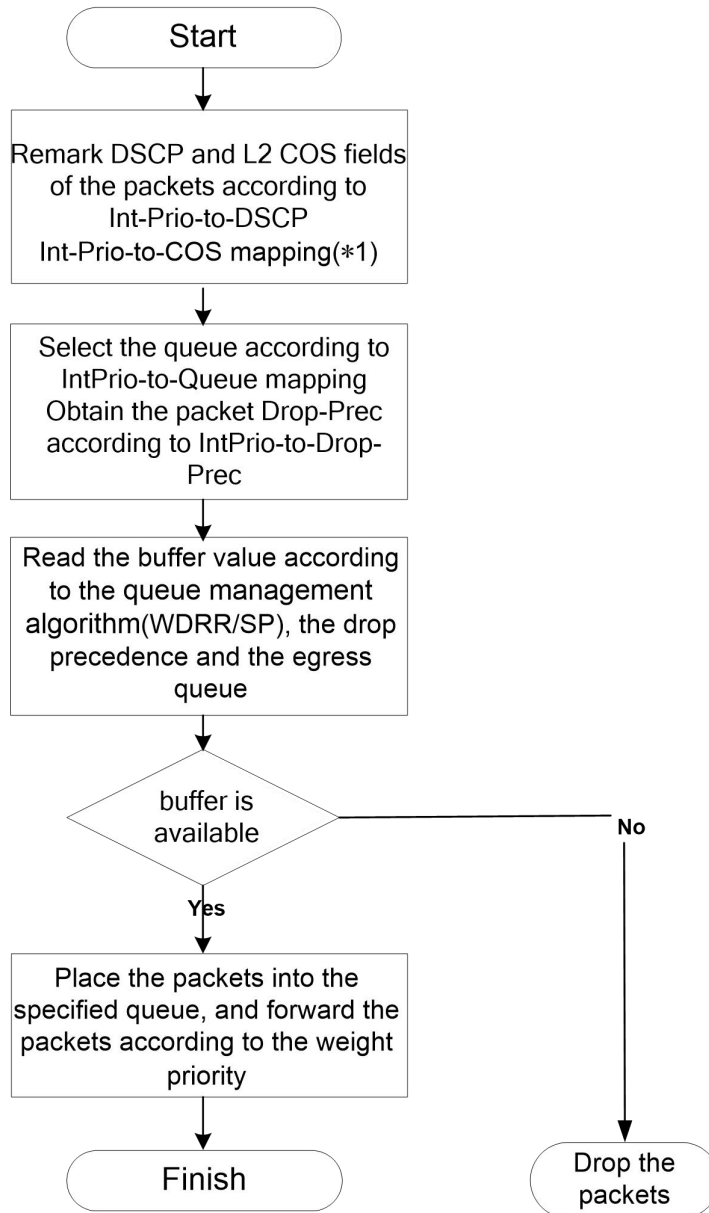 Start
Remark DSCP and L2 COS fields
of the packets according to
Int-Prio-to-DSCP
Int-Prio-to-COS mapping(*1)
Select the queue according to
IntPrio-to-Queue mapping
Obtain the packet Drop-Prec
according to IntPrio-to-Drop-
Prec
Read the buffer value according
to the queue management
algorithm(WDRR/SP), the drop
precedence and the egress
queue
buffer is
available
No
Yes
Place the packets into the
specified queue, and forward the
packets according to the weight
priority
Finish
Drop the
packets